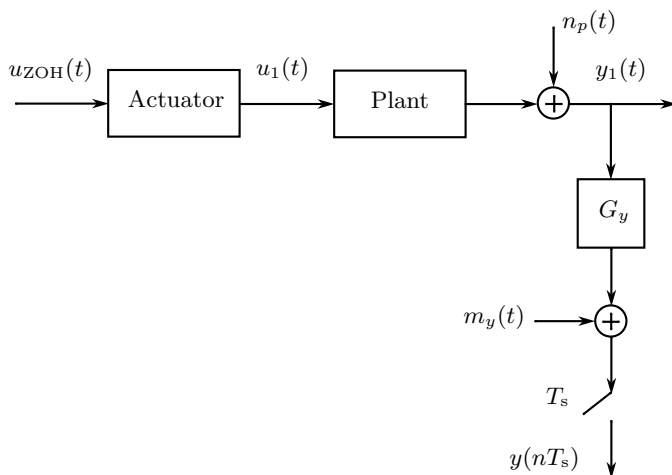 n_p(t)
u_ZOH(t)
u_1(t)
y_1(t)
Actuator
Plant
G_y
m_y(t)
T_s
y(nT_s)